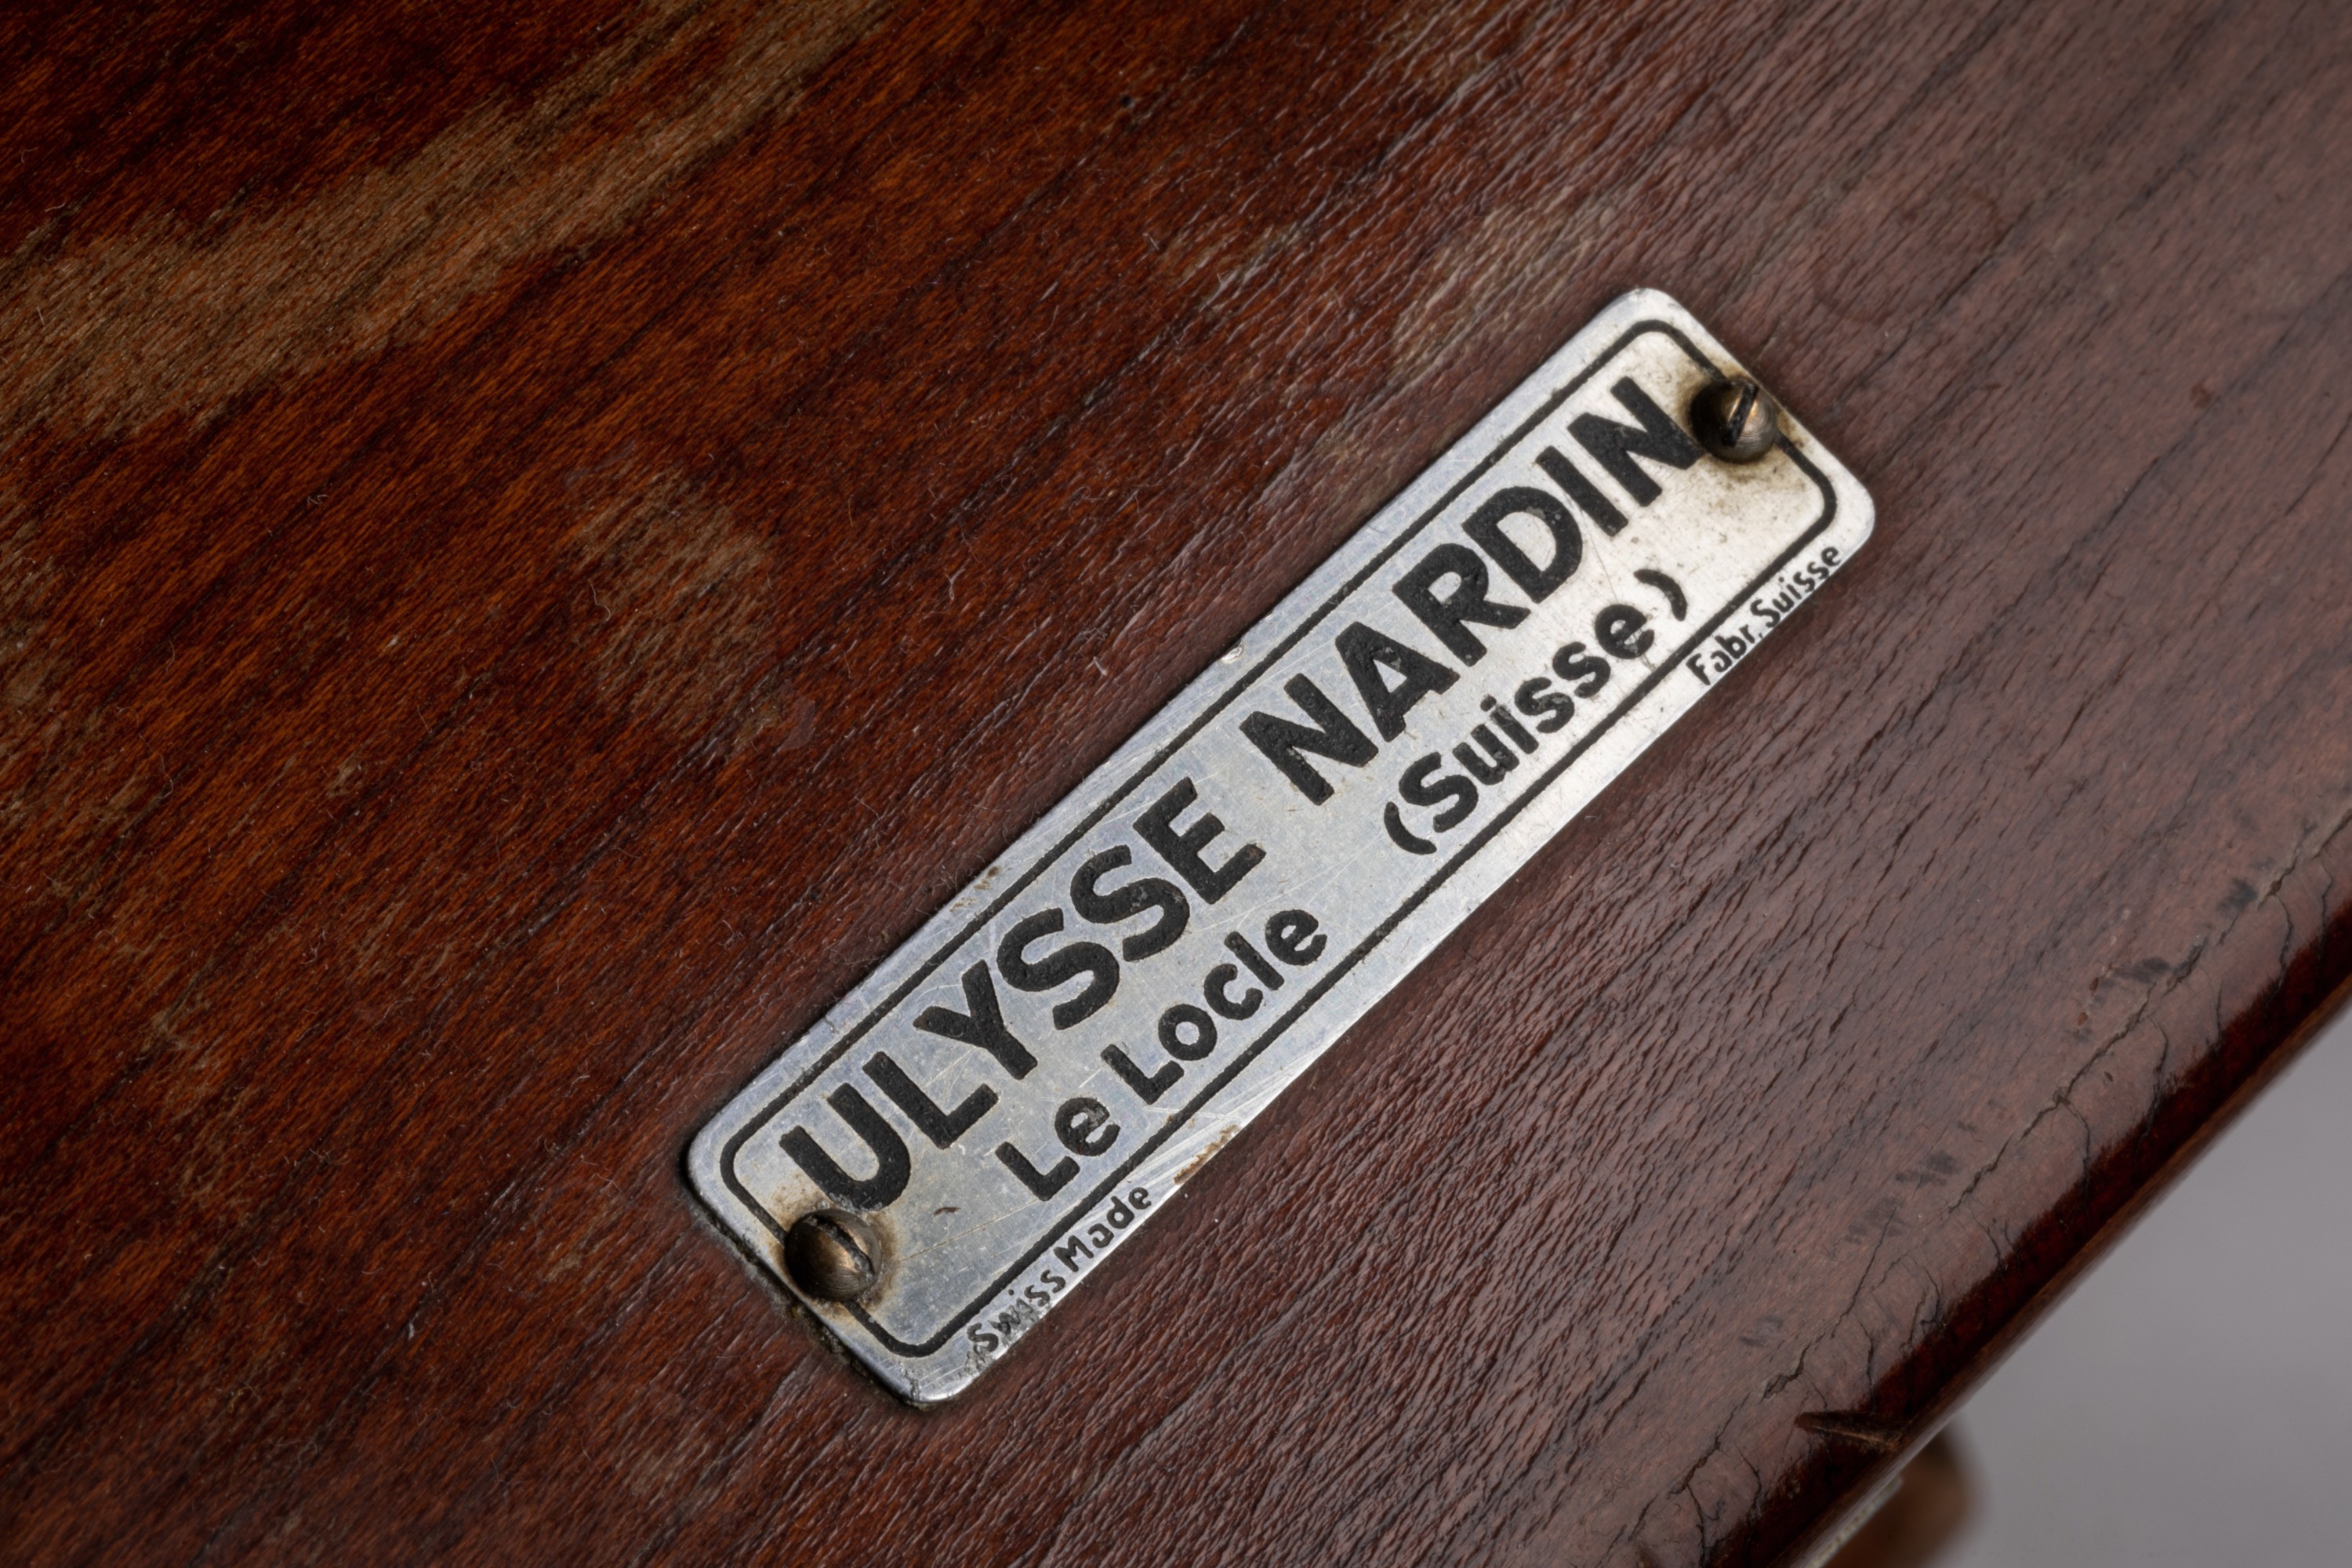 ULYSSE NARDIN
Le Locle (Suisse)
Swiss Made Fabr. Suisse